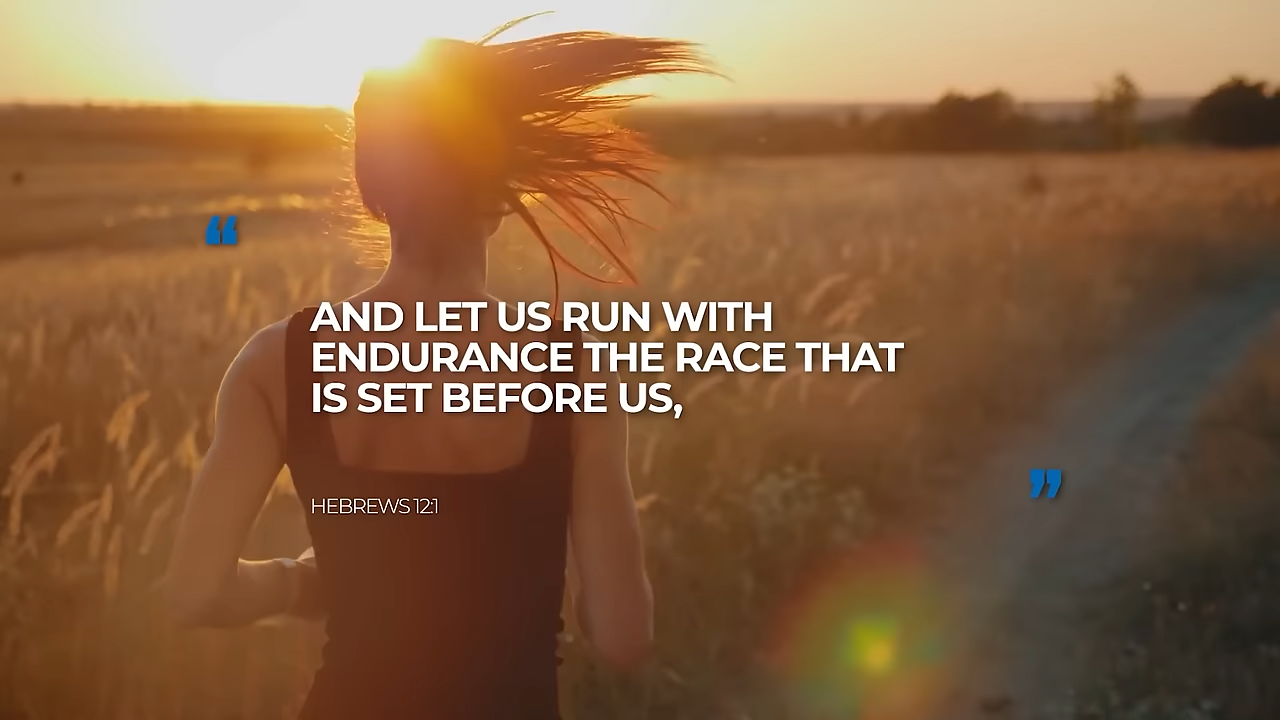 “
AND LET US RUN WITH
ENDURANCE THE RACE THAT
IS SET BEFORE US,
”
HEBREWS 12:1